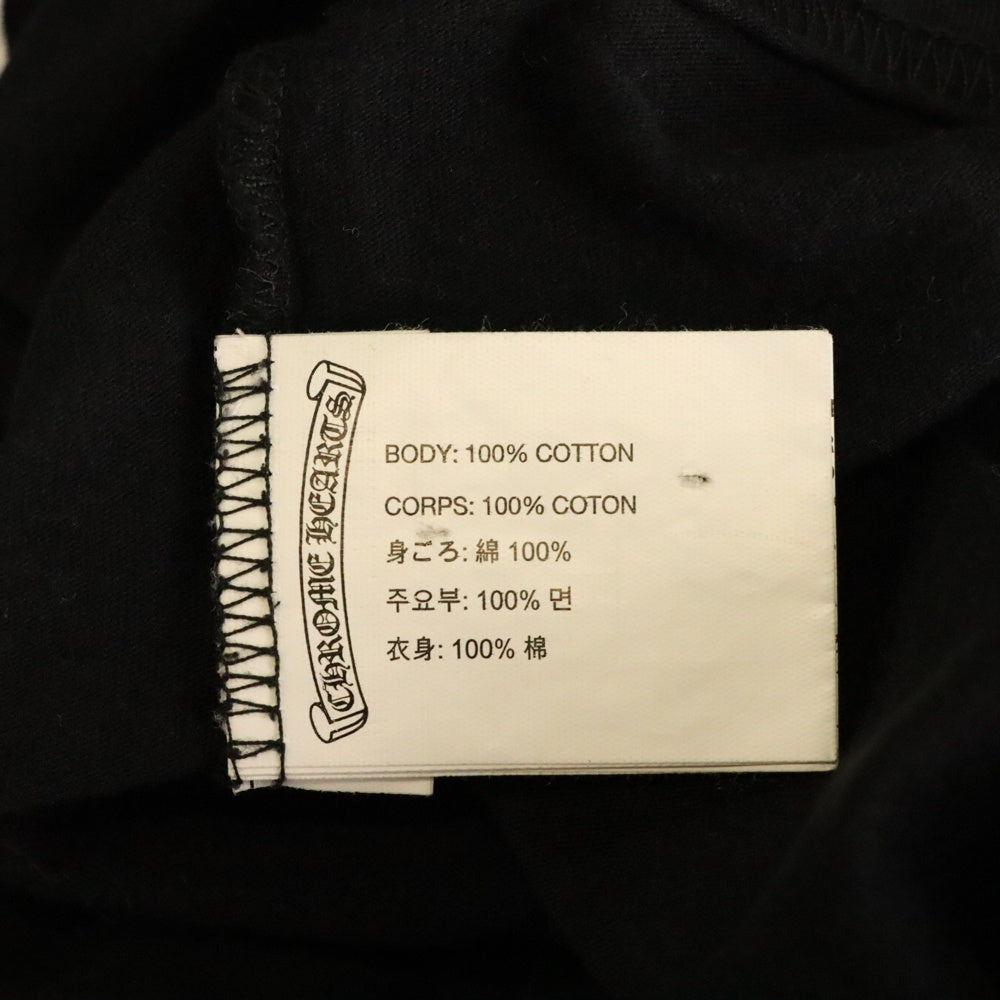 CHROME HEARTS
BODY: 100% COTTON
CORPS: 100% COTON
身ごろ: 綿 100%
주요부: 100% 면
衣身: 100% 棉